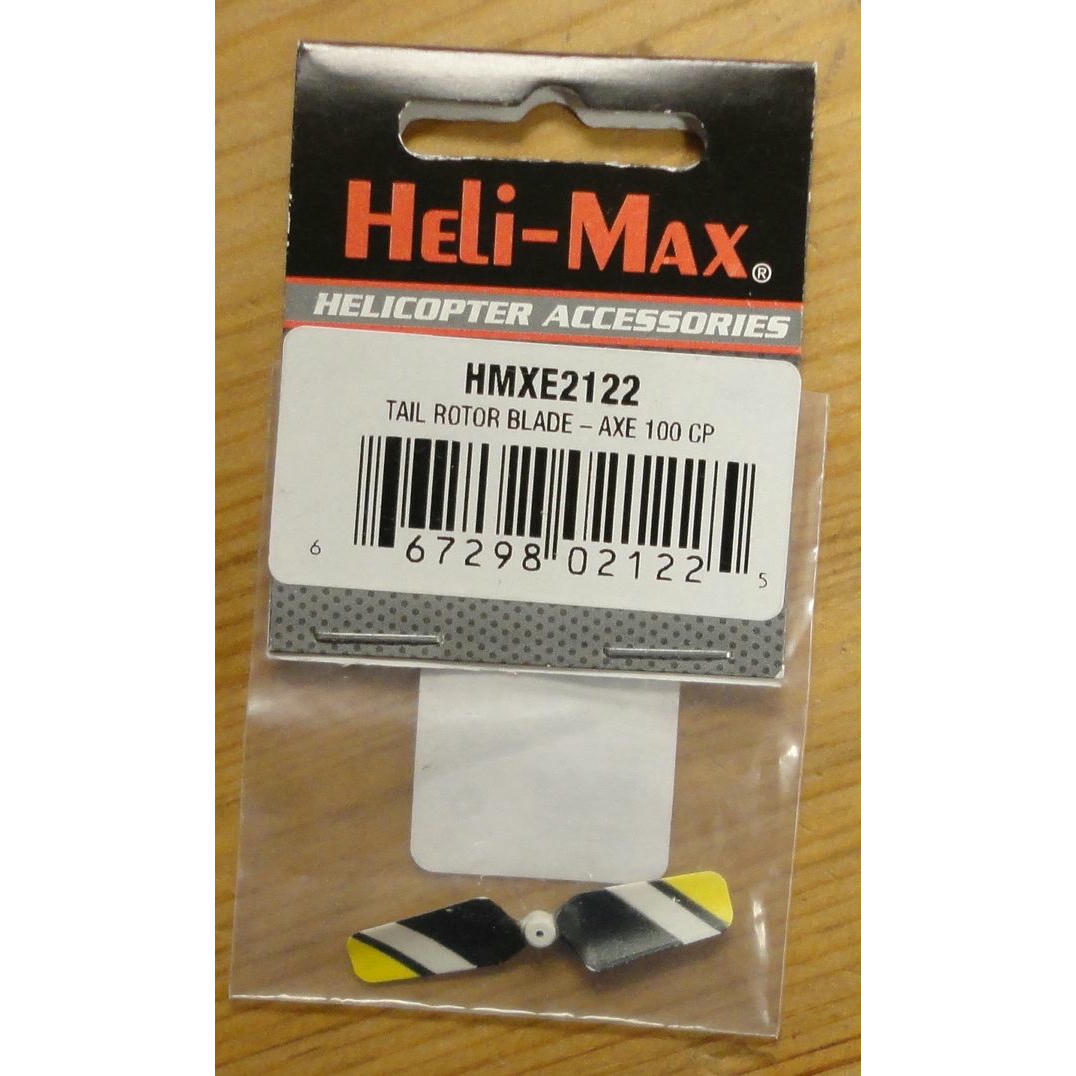 Heli-Max®
HELICOPTER ACCESSORIES
HMXE2122
TAIL ROTOR BLADE – AXE 100 CP
6 67298 02122 5